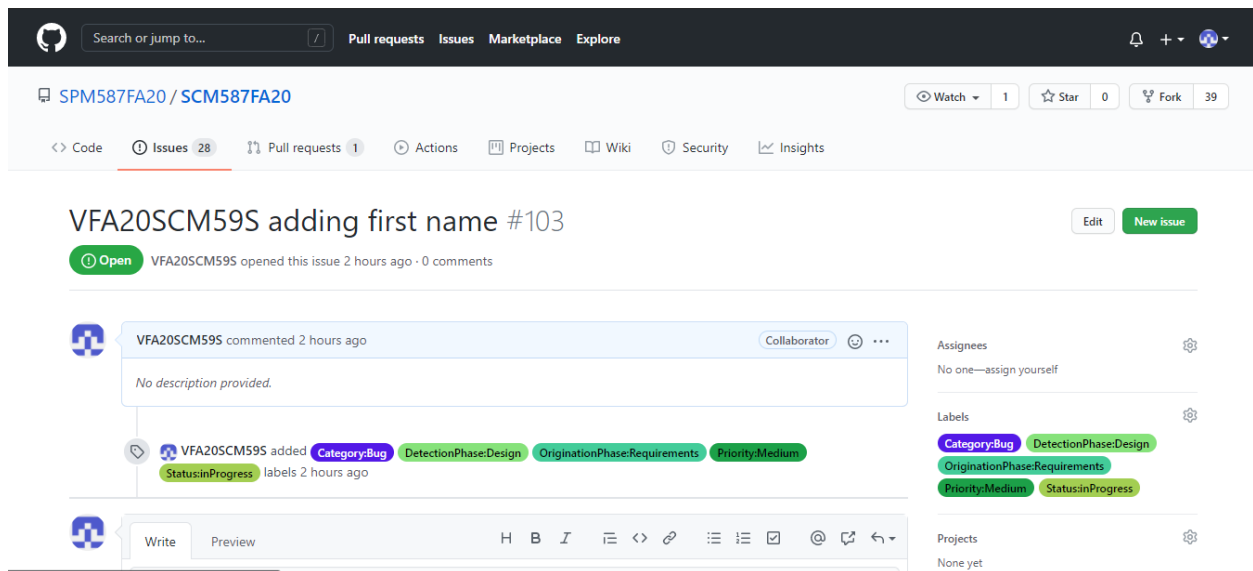 Search or jump to... / Pull requests Issues Marketplace Explore
SPM587FA20 / SCM587FA20 Watch 1 Star 0 Fork 39
<> Code Issues 28 Pull requests 1 Actions Projects Wiki Security Insights
VFA20SCM59S adding first name #103 Edit New issue
Open VFA20SCM59S opened this issue 2 hours ago · 0 comments
VFA20SCM59S commented 2 hours ago Collaborator ...
No description provided.
VFA20SCM59S added Category:Bug DetectionPhase:Design OriginationPhase:Requirements Priority:Medium
Status:inProgress labels 2 hours ago
Write Preview H B I <> @
Assignees
No one—assign yourself
Labels
Category:Bug DetectionPhase:Design
OriginationPhase:Requirements
Priority:Medium Status:inProgress
Projects
None yet